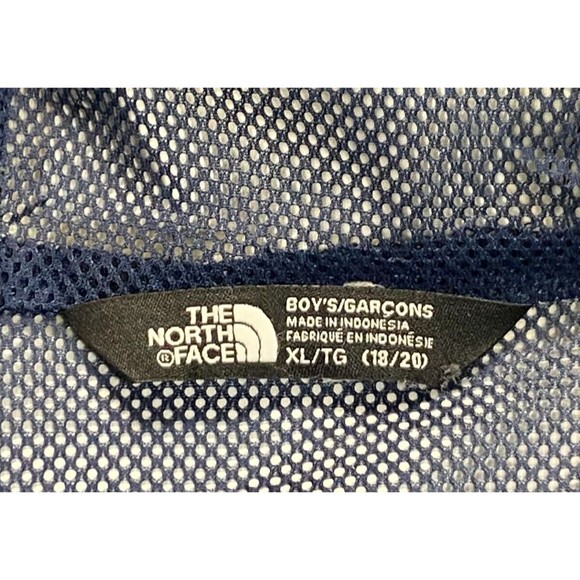 THE
NORTH
®FACE
BOY'S/GARÇONS
MADE IN INDONESIA
FABRIQUÉ EN INDONÉSIE
XL/TG (18/20)